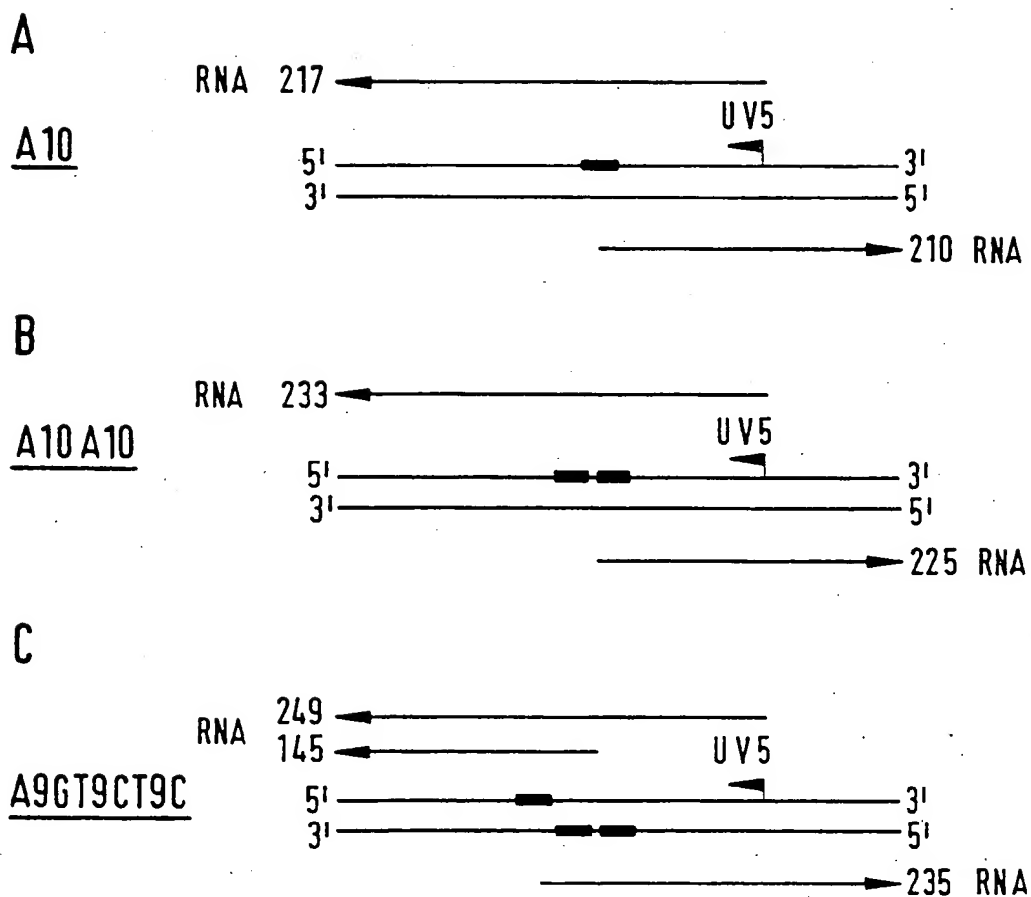 A
RNA 217
UV5
A10
5' 3'
3' 5'
210 RNA
B
RNA 233
UV5
A10A10
5' 3'
3' 5'
225 RNA
C
249
RNA
145
UV5
A9GT9CT9C
5' 3'
3' 5'
235 RNA